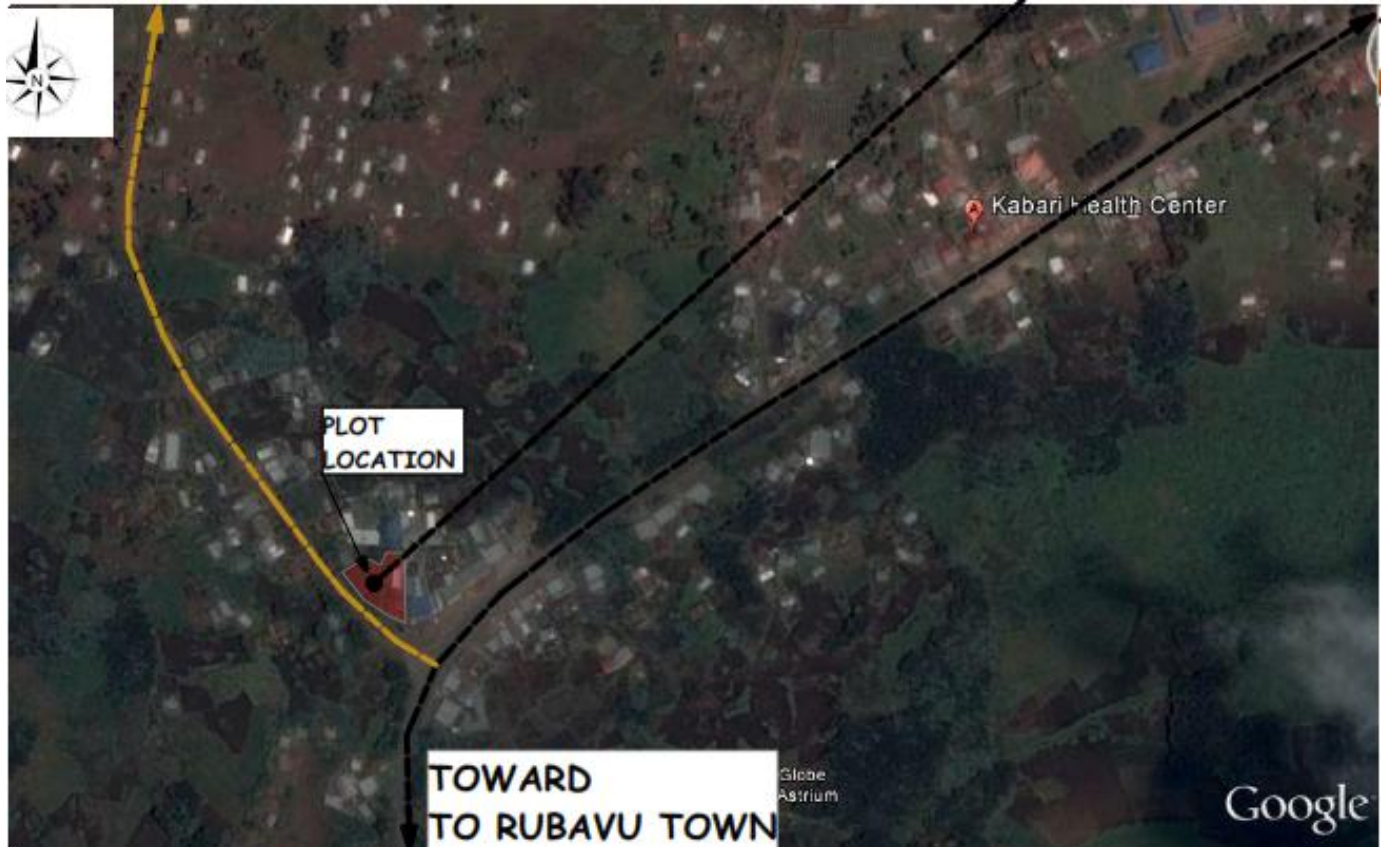 N
A
Kabari Health Center
PLOT
LOCATION
TOWARD
TO RUBAVU TOWN
Globe
Astrium
Google